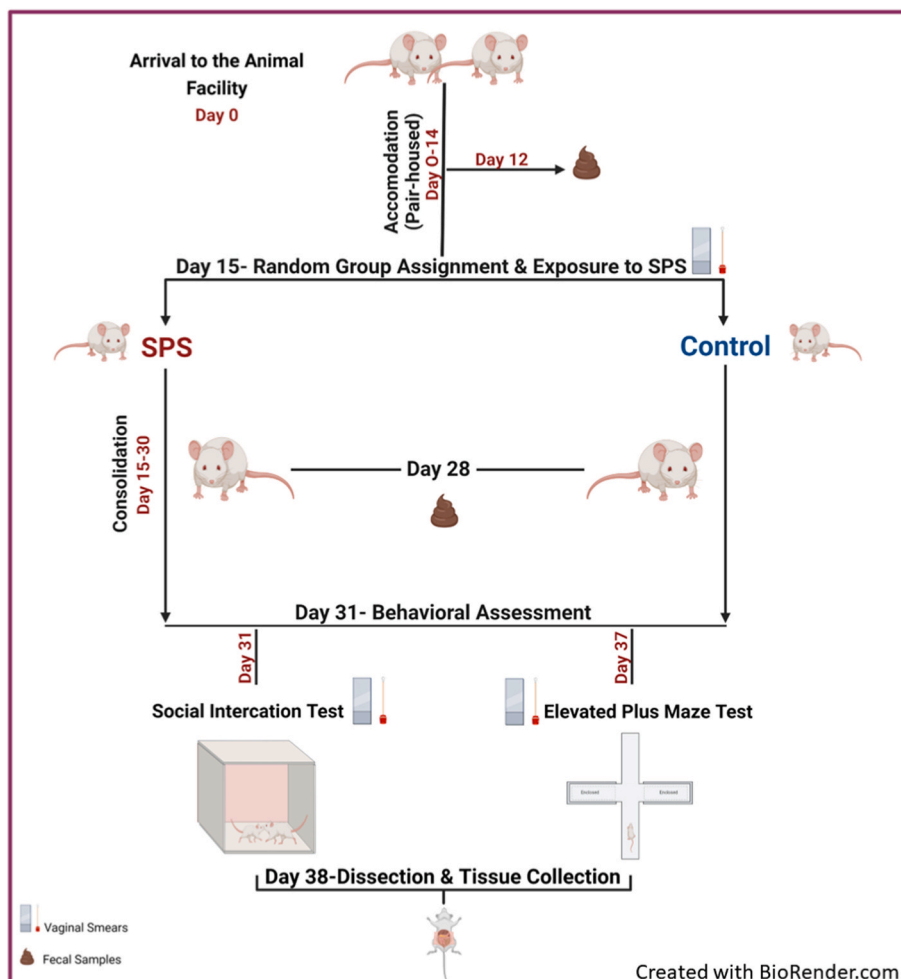 Arrival to the Animal
Facility
Day 0
Accomodation
(Pair-housed)
Day 0-14
Day 12
Day 15- Random Group Assignment & Exposure to SPS
SPS
Control
Consolidation
Day 15-30
Day 28
Day 31- Behavioral Assessment
Day 31
Day 37
Social Intercation Test
Elevated Plus Maze Test
Enclosed
Enclosed
Day 38-Dissection & Tissue Collection
Vaginal Smears
Fecal Samples
Created with BioRender.com